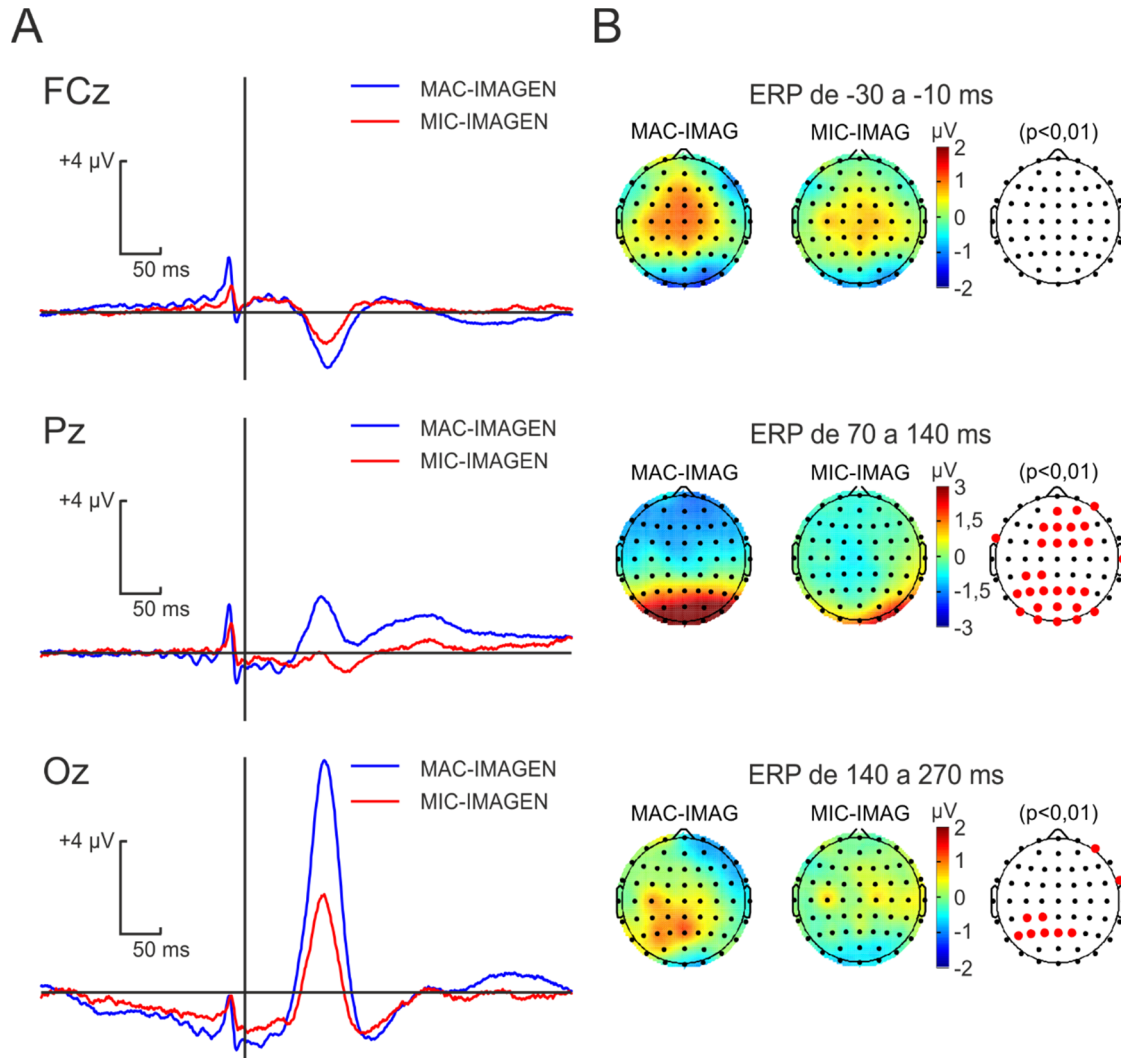 A
FCz
MAC-IMAGEN
MIC-IMAGEN
+4 µV
50 ms
Pz
MAC-IMAGEN
MIC-IMAGEN
+4 µV
50 ms
Oz
MAC-IMAGEN
MIC-IMAGEN
+4 µV
50 ms
B
ERP de -30 a -10 ms
MAC-IMAG MIC-IMAG µV (p<0,01)
2
1
0
-1
-2
ERP de 70 a 140 ms
MAC-IMAG MIC-IMAG µV (p<0,01)
3
1,5
0
-1,5
-3
ERP de 140 a 270 ms
MAC-IMAG MIC-IMAG µV (p<0,01)
2
1
0
-1
-2